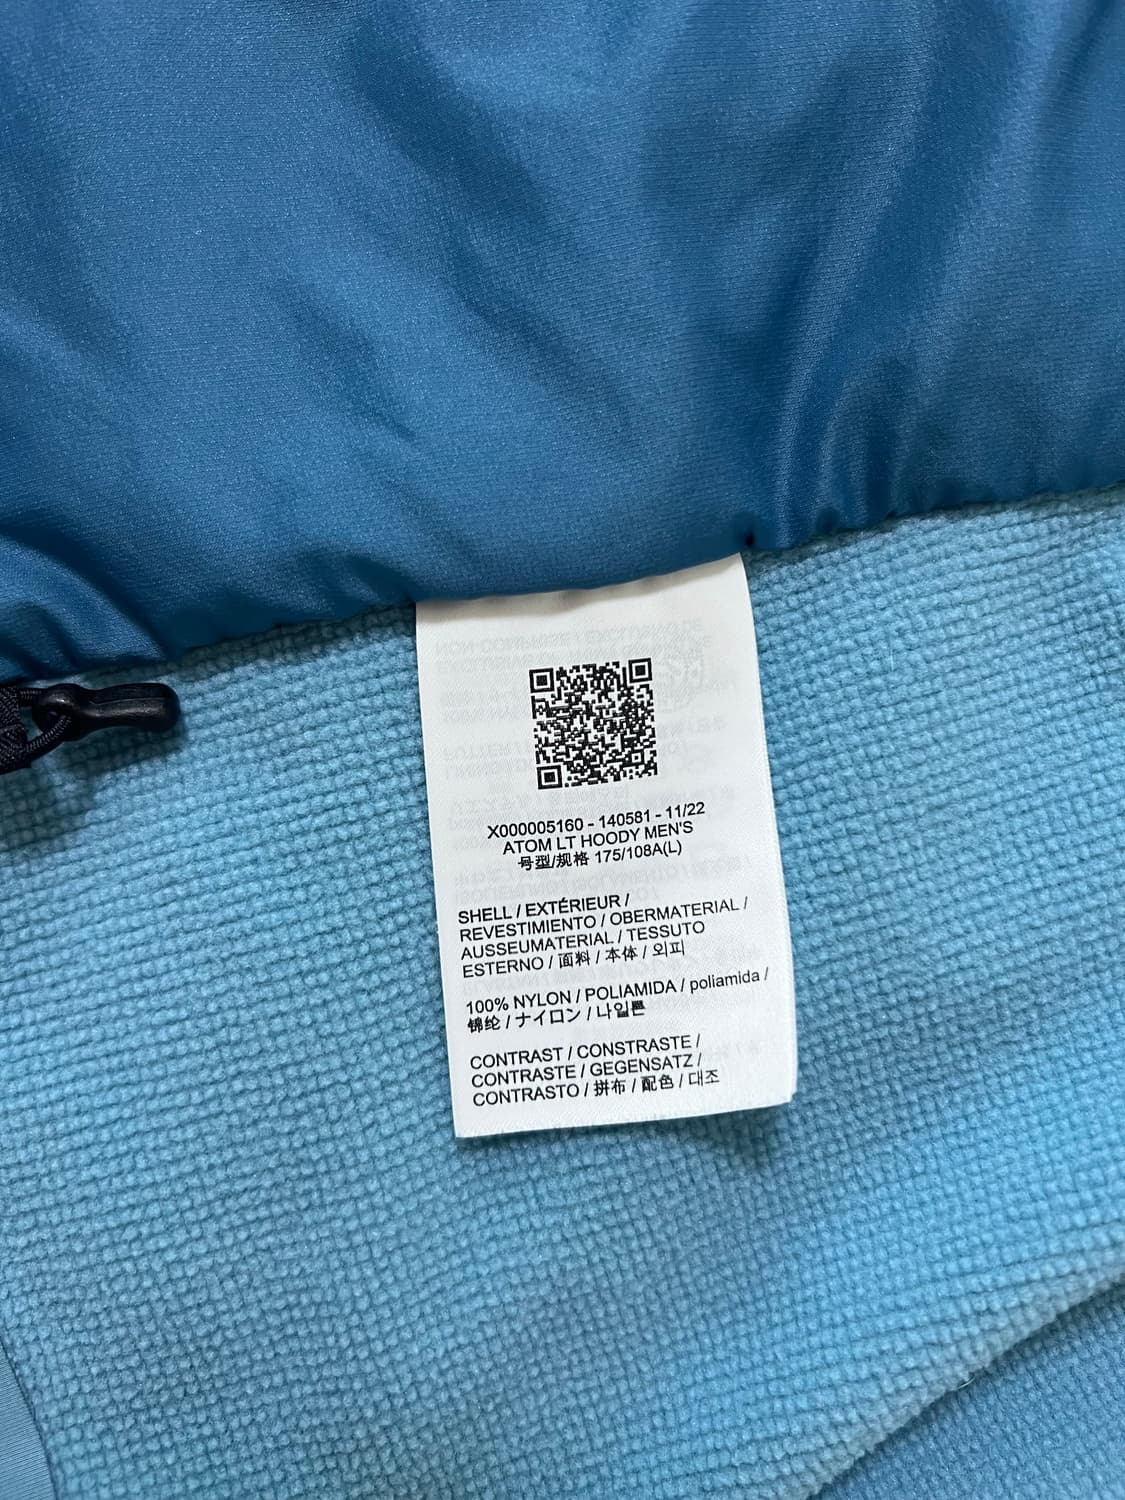 X000005160 - 140581 - 11/22
ATOM LT HOODY MEN'S
号型/规格 175/108A(L)
SHELL / EXTÉRIEUR /
REVESTIMIENTO / OBERMATERIAL /
AUSSEUMATERIAL / TESSUTO
ESTERNO / 面料 / 本体 / 외피
100% NYLON / POLIAMIDA / poliamida /
锦纶 / ナイロン / 나일론
CONTRAST / CONSTRASTE /
CONTRASTE / GEGENSATZ /
CONTRASTO / 拼布 / 配色 / 대조